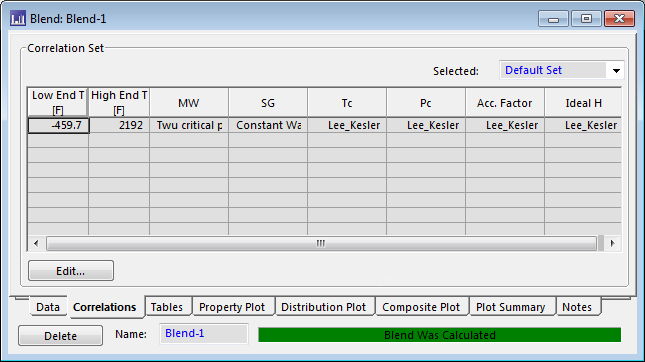 Blend: Blend-1
Correlation Set
Selected: Default Set
Low End T [F] High End T [F] MW SG Tc Pc Acc. Factor Ideal H
-459.7 2192 Twu critical p Constant Wa Lee_Kesler Lee_Kesler Lee_Kesler Lee_Kesler
Edit...
Data Correlations Tables Property Plot Distribution Plot Composite Plot Plot Summary Notes
Delete Name: Blend-1 Blend Was Calculated